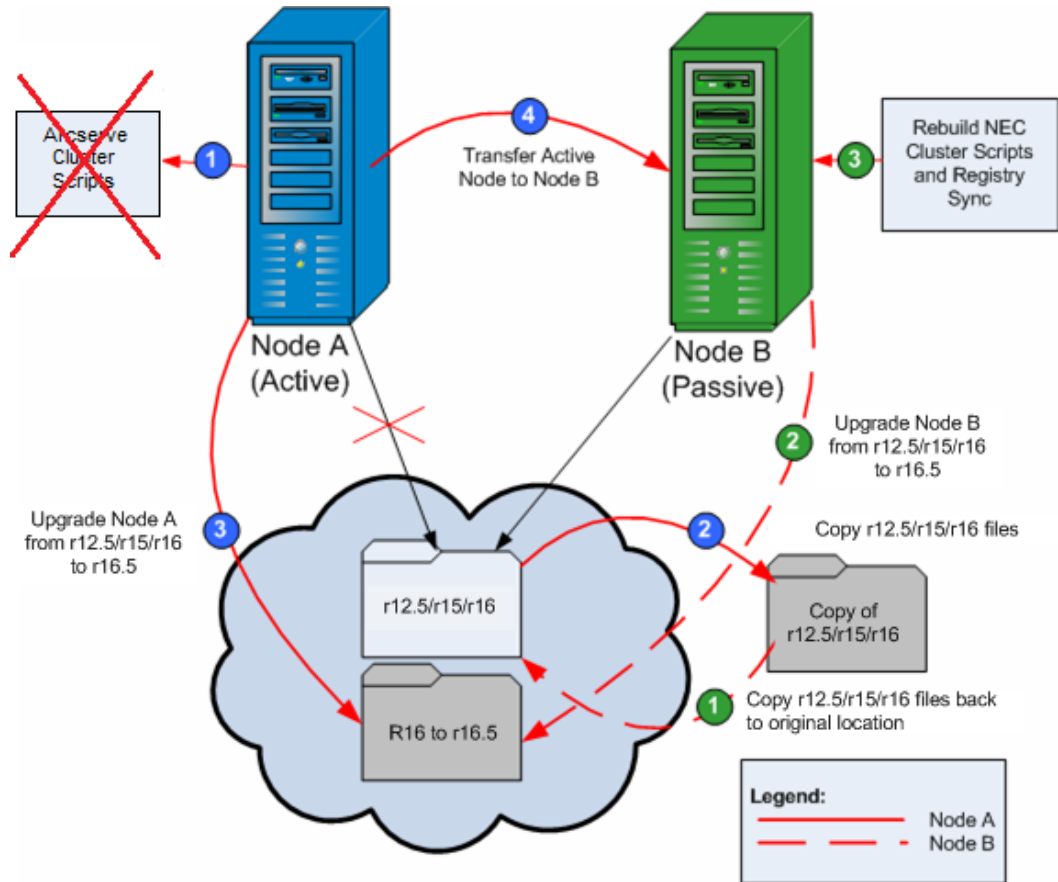 Arcserve
Cluster
Scripts
1
4
Transfer Active
Node to Node B
3
Rebuild NEC
Cluster Scripts
and Registry
Sync
Node A
(Active)
Node B
(Passive)
2
Upgrade Node B
from r12.5/r15/r16
to r16.5
Upgrade Node A
from r12.5/r15/r16
to r16.5
3
2
Copy r12.5/r15/r16 files
r12.5/r15/r16
Copy of
r12.5/r15/r16
R16 to r16.5
1
Copy r12.5/r15/r16 files back
to original location
Legend:
Node A
Node B